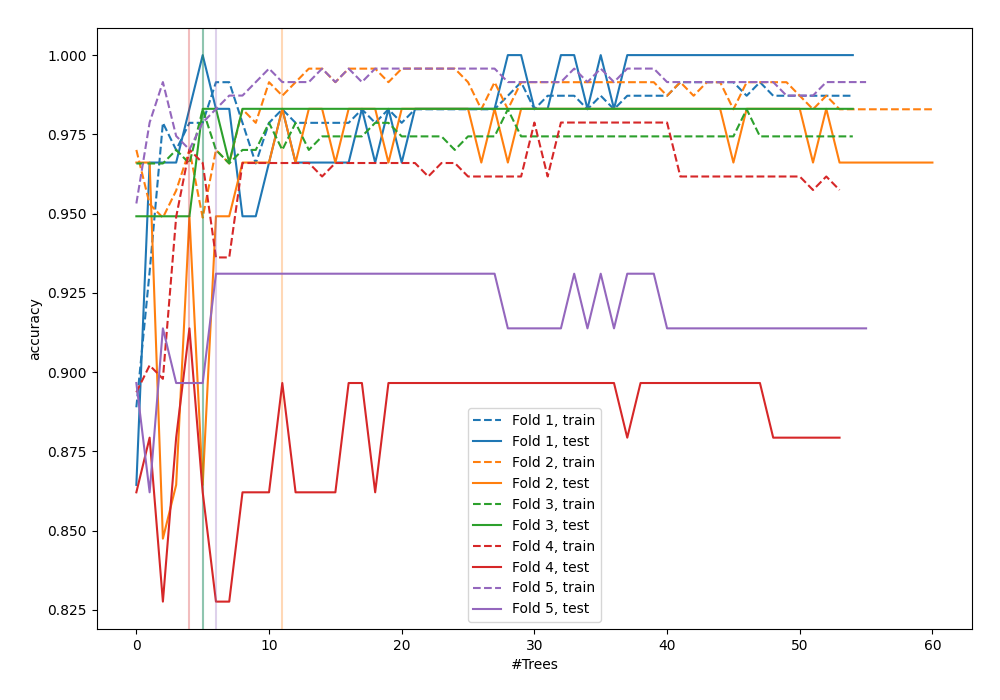 1.000
0.975
0.950
0.925
0.900
0.875
0.850
0.825
accuracy
Fold 1, train
Fold 1, test
Fold 2, train
Fold 2, test
Fold 3, train
Fold 3, test
Fold 4, train
Fold 4, test
Fold 5, train
Fold 5, test
0 10 20 30 40 50 60
#Trees